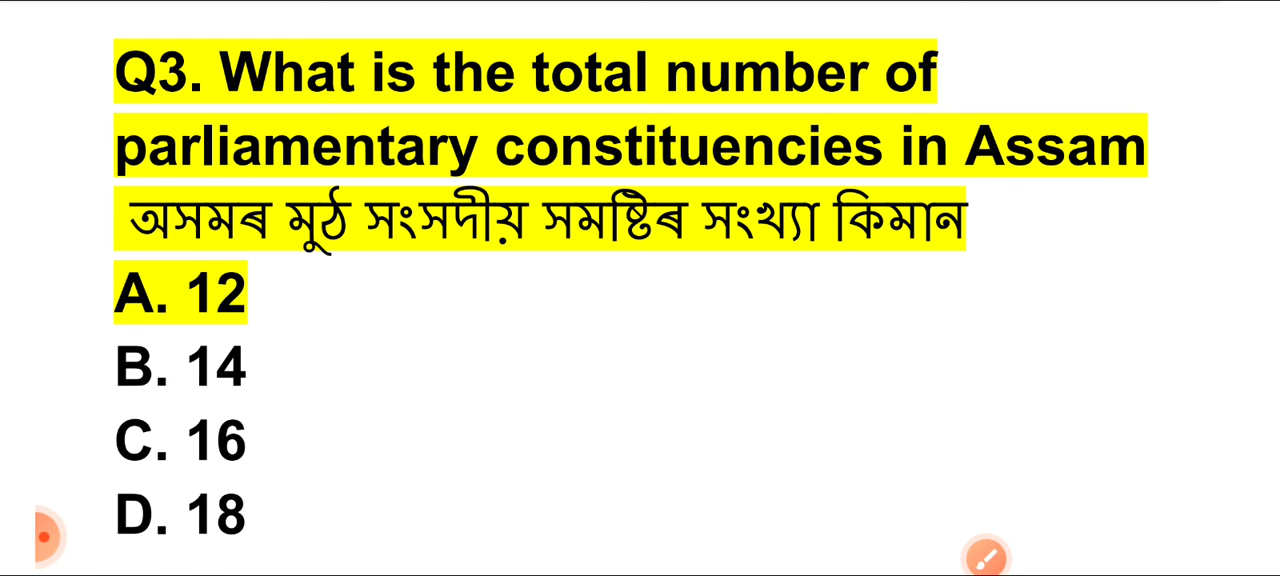 Q3. What is the total number of
parliamentary constituencies in Assam
অসমৰ মুঠ সংসদীয় সমষ্টিৰ সংখ্যা কিমান
A. 12
B. 14
C. 16
D. 18